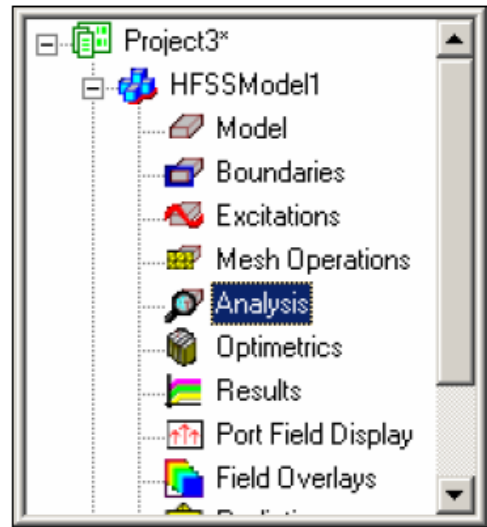 Project3*
HFSSModel1
Model
Boundaries
Excitations
Mesh Operations
Analysis
Optimetrics
Results
Port Field Display
Field Overlays